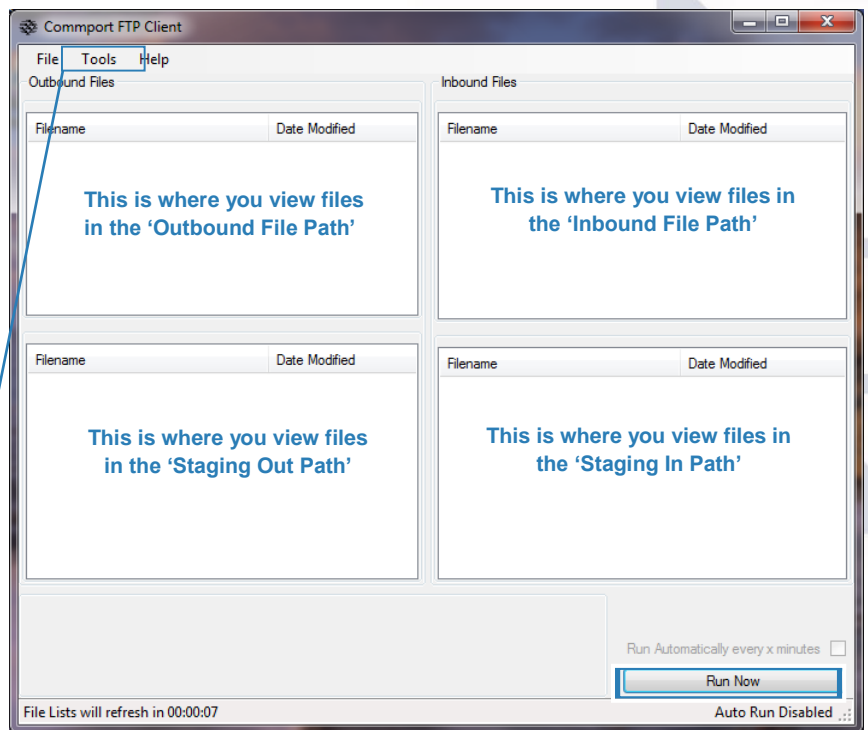 Commport FTP Client
File Tools Help
Outbound Files
Filename Date Modified
This is where you view files
in the ‘Outbound File Path’
Inbound Files
Filename Date Modified
This is where you view files in
the ‘Inbound File Path’
Filename Date Modified
This is where you view files
in the ‘Staging Out Path’
Filename Date Modified
This is where you view files in
the ‘Staging In Path’
Run Automatically every x minutes
Run Now
File Lists will refresh in 00:00:07
Auto Run Disabled